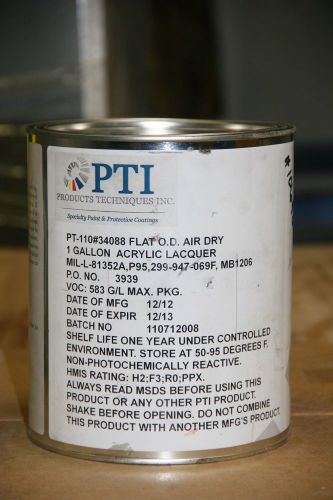 PTI
PRODUCTS TECHNIQUES INC.
Specialty Paint & Protective Coatings
PT-110#34088 FLAT O.D. AIR DRY
1 GALLON ACRYLIC LACQUER
MIL-L-81352A,P95,299-947-069F, MB1206
P.O. NO. 3939
VOC: 583 G/L MAX. PKG.
DATE OF MFG 12/12
DATE OF EXPIR 12/13
BATCH NO 110712008
SHELF LIFE ONE YEAR UNDER CONTROLLED
ENVIRONMENT. STORE AT 50-95 DEGREES F.
NON-PHOTOCHEMICALLY REACTIVE.
HMIS RATING: H2;F3;R0;PPX.
ALWAYS READ MSDS BEFORE USING THIS
PRODUCT OR ANY OTHER PTI PRODUCT.
SHAKE BEFORE OPENING. DO NOT COMBINE
THIS PRODUCT WITH ANOTHER MFG'S PRODUCT